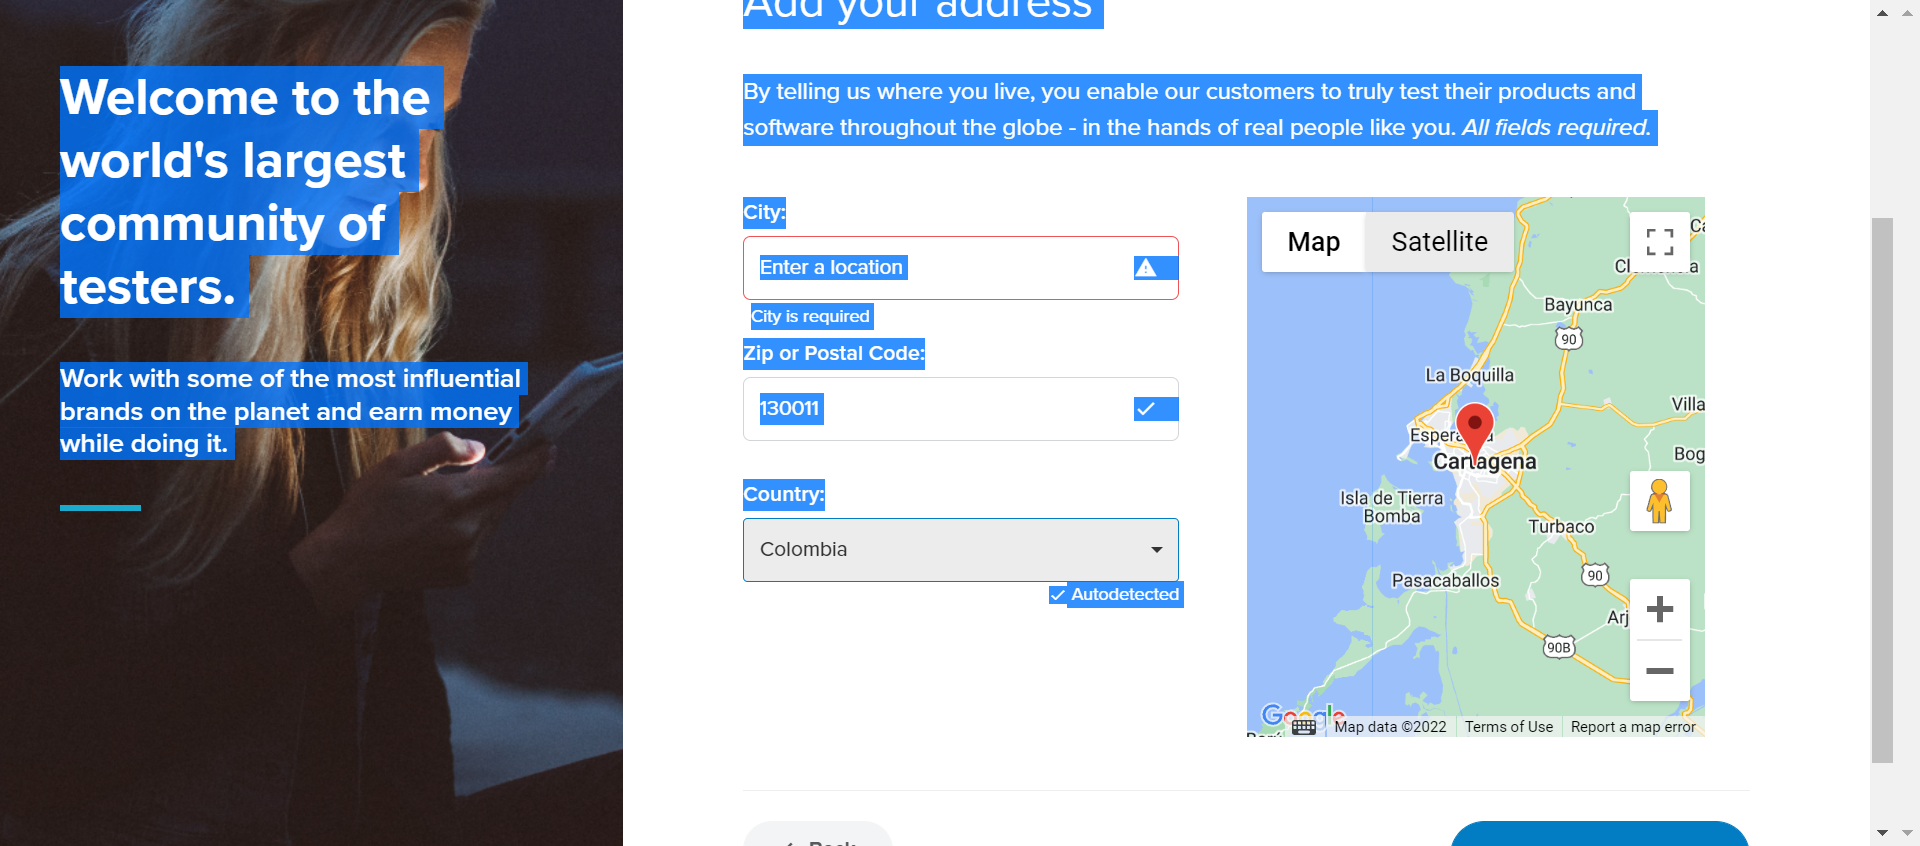 Welcome to the
world's largest
community of
testers.
Work with some of the most influential
brands on the planet and earn money
while doing it.
Add your address
By telling us where you live, you enable our customers to truly test their products and
software throughout the globe - in the hands of real people like you. All fields required.
City:
Enter a location
City is required
Zip or Postal Code:
130011
Country:
Colombia
Autodetected
Map
Satellite
Bayunca
90
La Boquilla
Villa
Cartagena
Bog
Isla de Tierra
Bomba
Turbaco
90
Pasacaballos
Arj
90B
Google
Map data ©2022
Terms of Use
Report a map error
Back